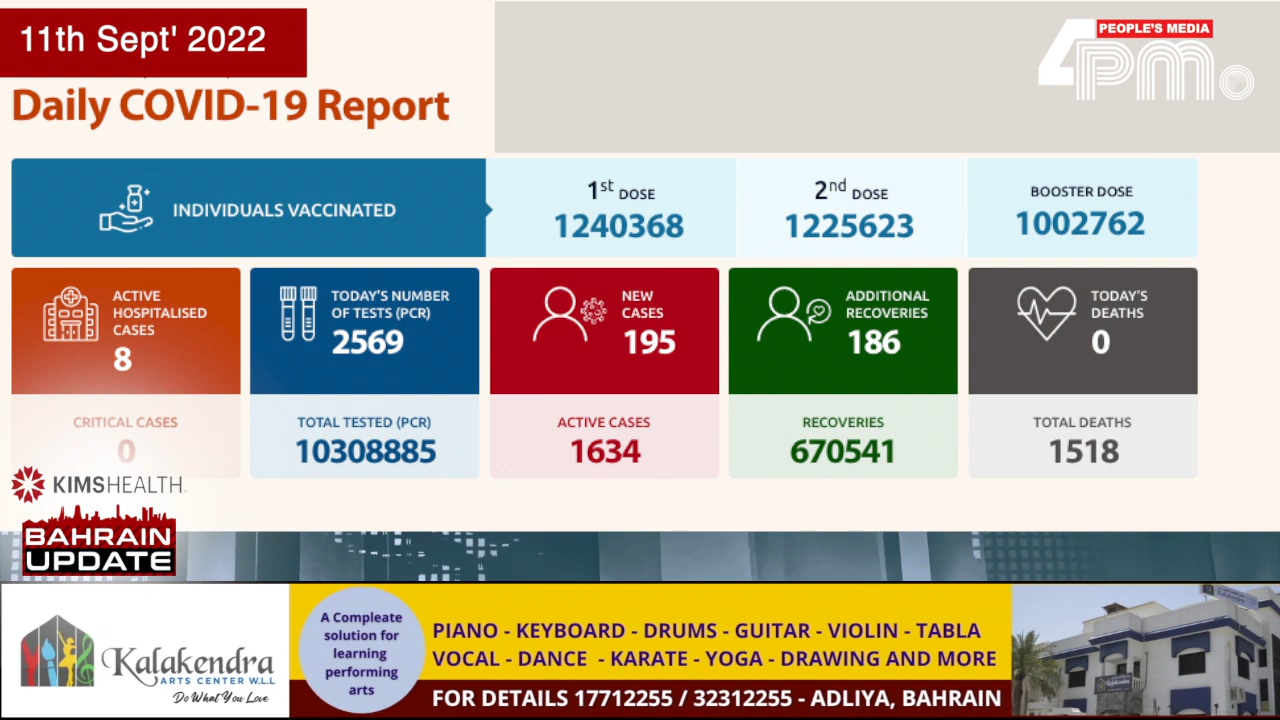 11th Sept' 2022
PEOPLE'S MEDIA
4pm
Daily COVID-19 Report
INDIVIDUALS VACCINATED
1st DOSE
1240368
2nd DOSE
1225623
BOOSTER DOSE
1002762
ACTIVE
HOSPITALISED
CASES
8
TODAY'S NUMBER
OF TESTS (PCR)
2569
NEW
CASES
195
ADDITIONAL
RECOVERIES
186
TODAY'S
DEATHS
0
CRITICAL CASES
0
TOTAL TESTED (PCR)
10308885
ACTIVE CASES
1634
RECOVERIES
670541
TOTAL DEATHS
1518
KIMSHEALTH
BAHRAIN
UPDATE
Kalakendra
ARTS CENTER W.L.L
Do What You Love
A Compleate
solution for
learning
performing
arts
PIANO - KEYBOARD - DRUMS - GUITAR - VIOLIN - TABLA
VOCAL - DANCE - KARATE - YOGA - DRAWING AND MORE
FOR DETAILS 17712255 / 32312255 - ADLIYA, BAHRAIN